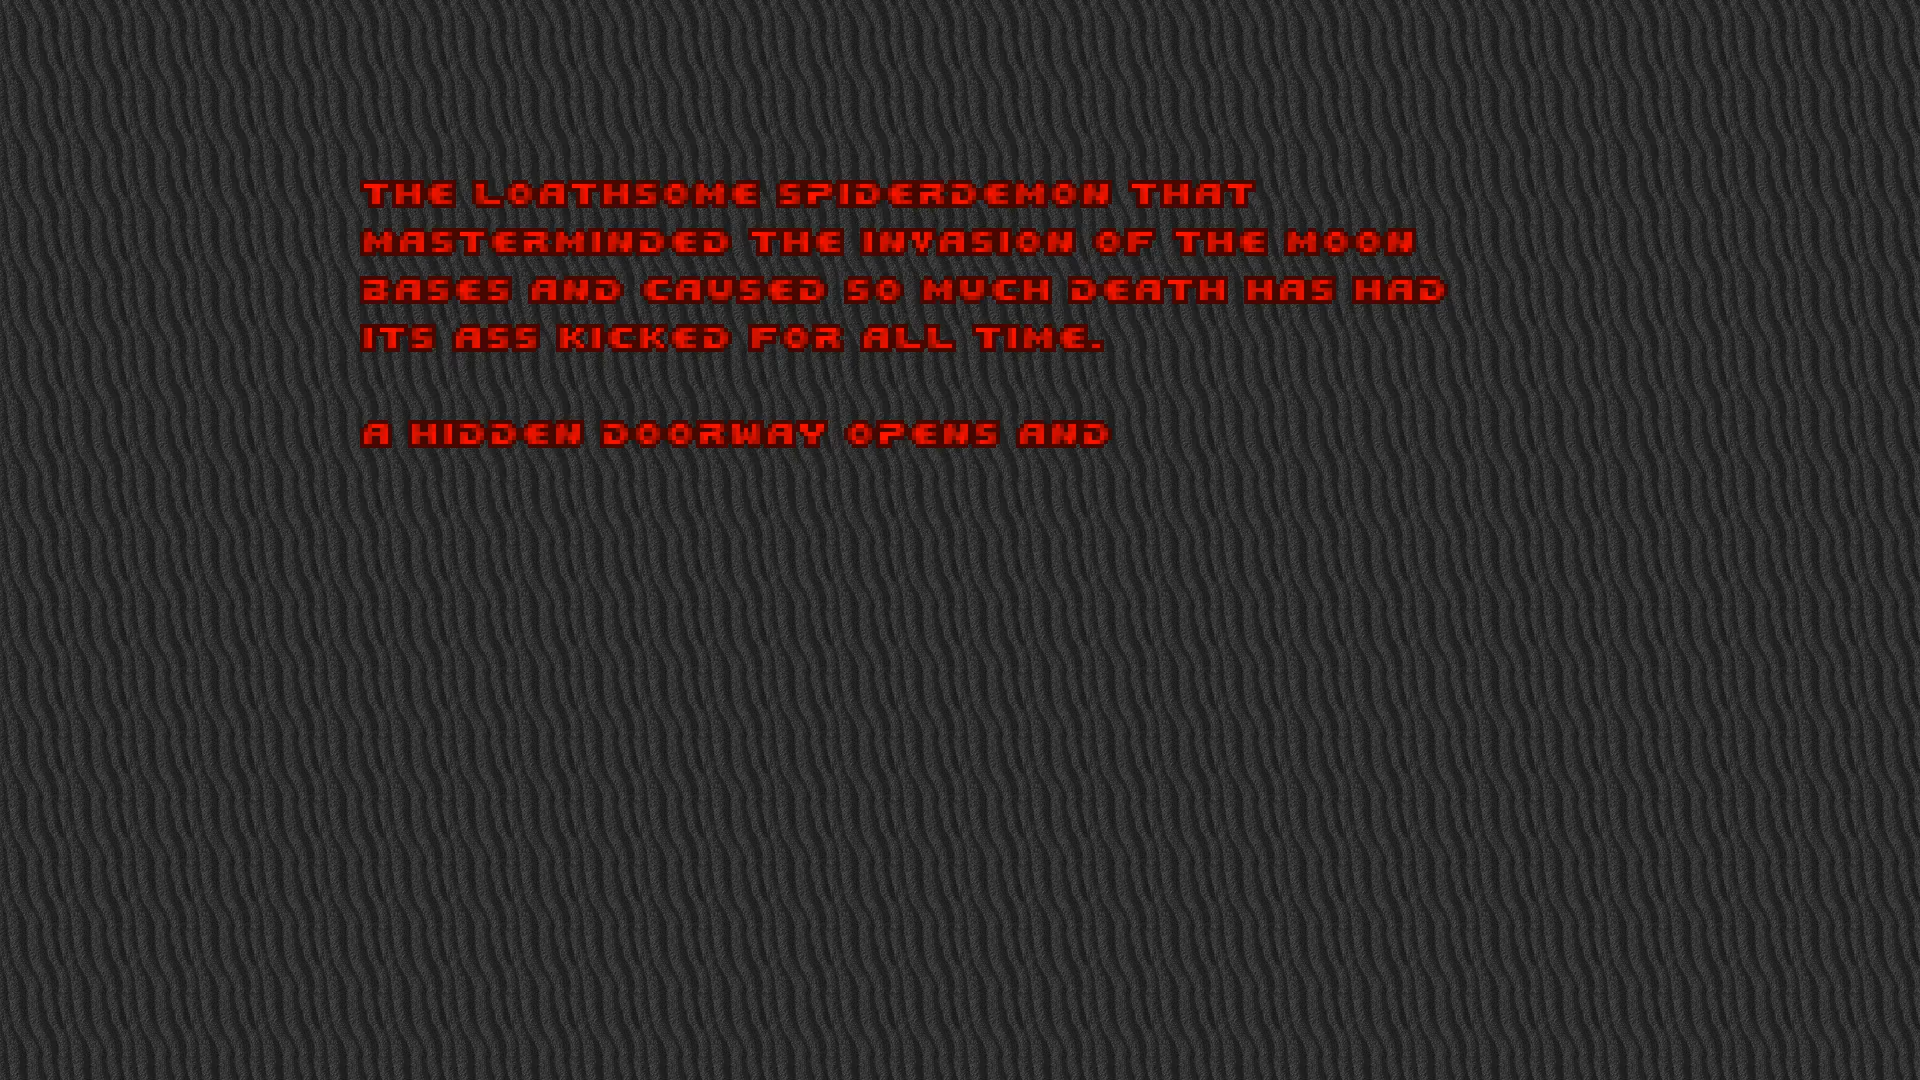 THE LOATHSOME SPIDERDEMON THAT
MASTERMINDED THE INVASION OF THE MOON
BASES AND CAUSED SO MUCH DEATH HAS HAD
ITS ASS KICKED FOR ALL TIME.
A HIDDEN DOORWAY OPENS AND